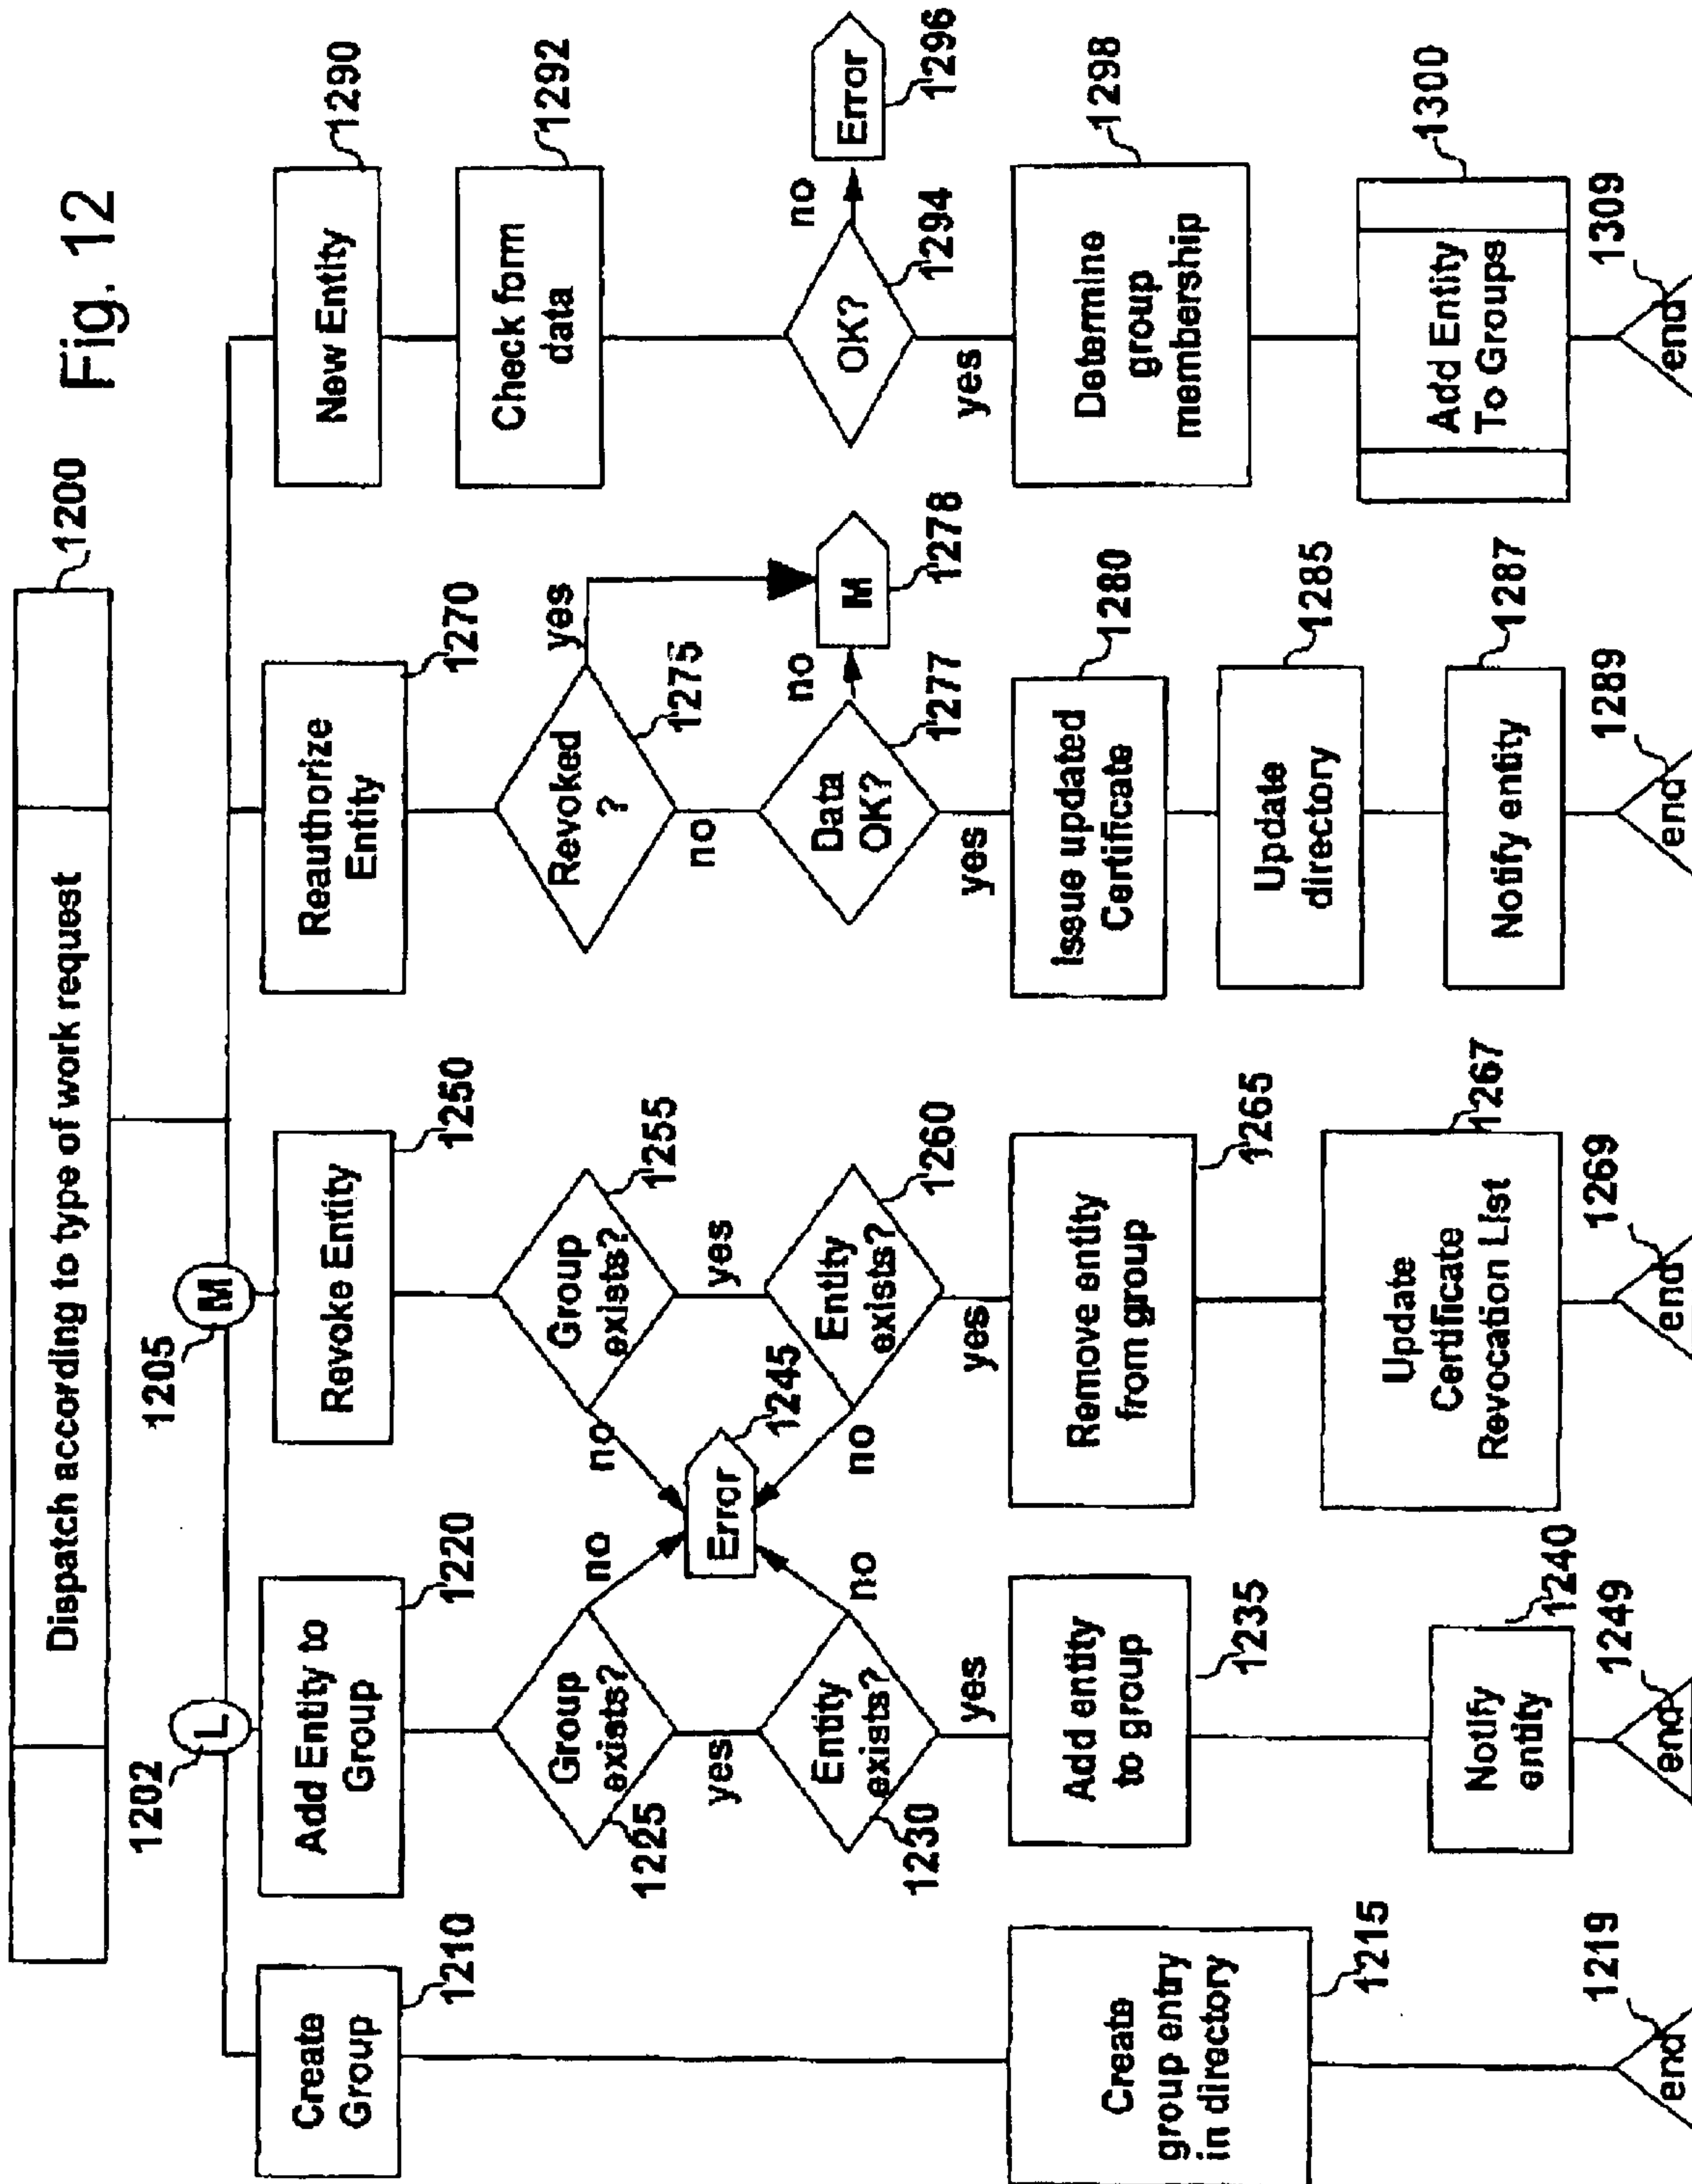 Fig. 12
1200
Dispatch according to type of work request
1202
L
1205
M
Create
Group
1210
Create
group entry
in directory
1215
end
1219
Add Entity to
Group
1220
Group
exists?
1225
no
yes
Entity
exists?
1230
no
yes
Error
1245
Add entity
to group
1235
Notify
entity
1240
end
1249
Revoke Entity
1250
Group
exists?
1255
no
yes
Entity
exists?
1260
no
yes
Remove entity
from group
1265
Update
Certificate
Revocation List
1267
end
1269
Reauthorize
Entity
1270
Revoked
?
1275
yes
no
Data
OK?
1277
no
M
1278
yes
Issue updated
Certificate
1280
Update
directory
1285
Notify entity
1287
end
1289
New Entity
1290
Check form
data
1292
OK?
1294
no
Error
1296
yes
Determine
group
membership
1298
Add Entity
To Groups
1300
end
1309